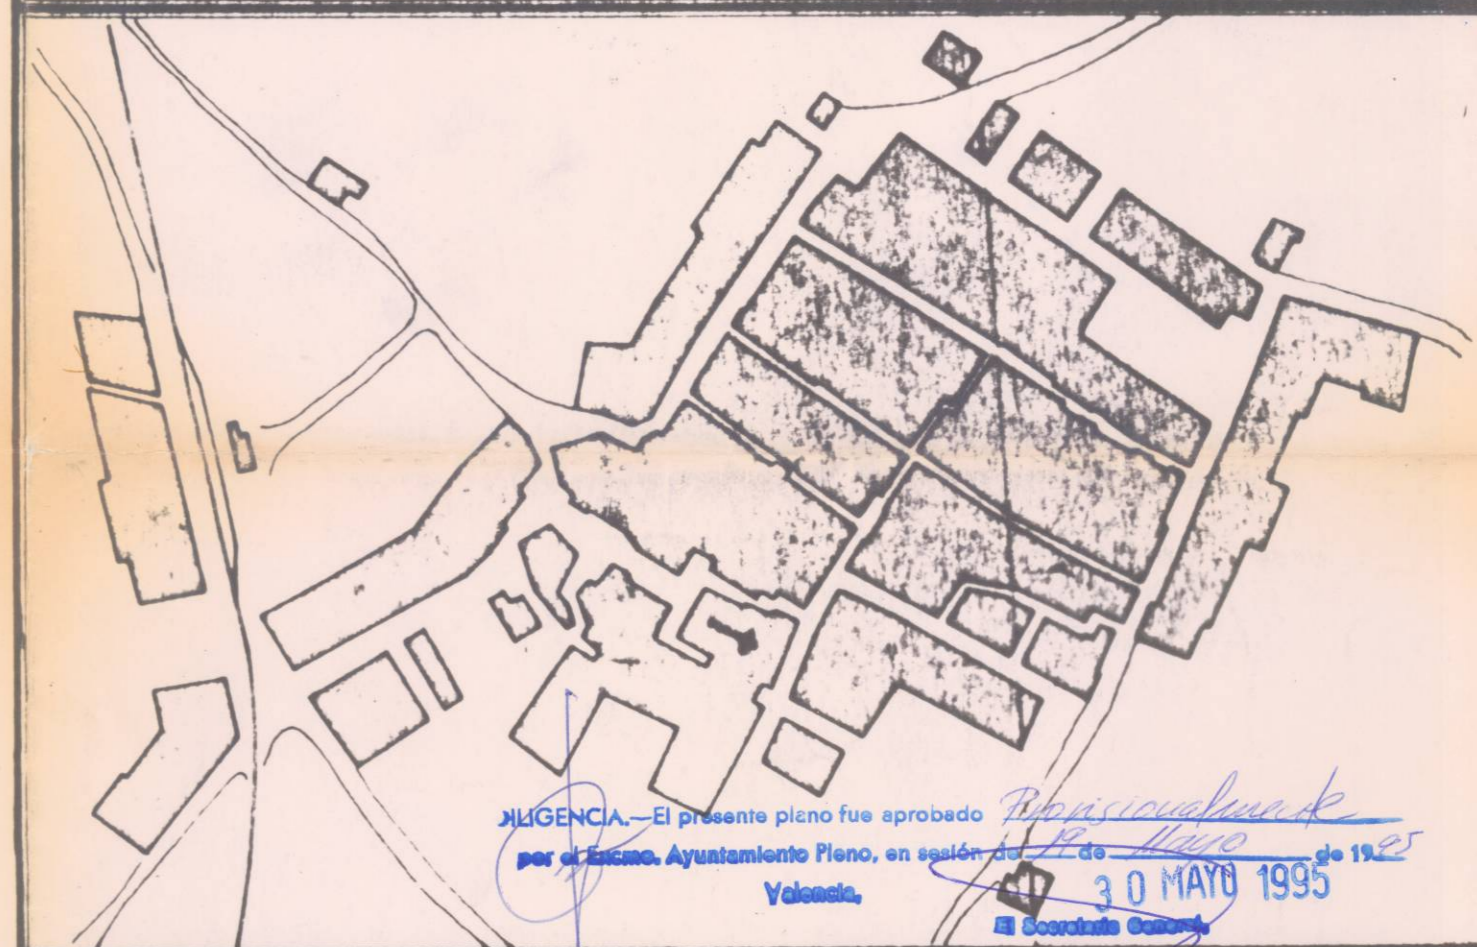 DILIGENCIA.—El presente plano fue aprobado Provisionalmente
por el Excmo. Ayuntamiento Pleno, en sesión de 19 de Mayo de 1995
Valencia,
30 MAYO 1995
El Secretario General,